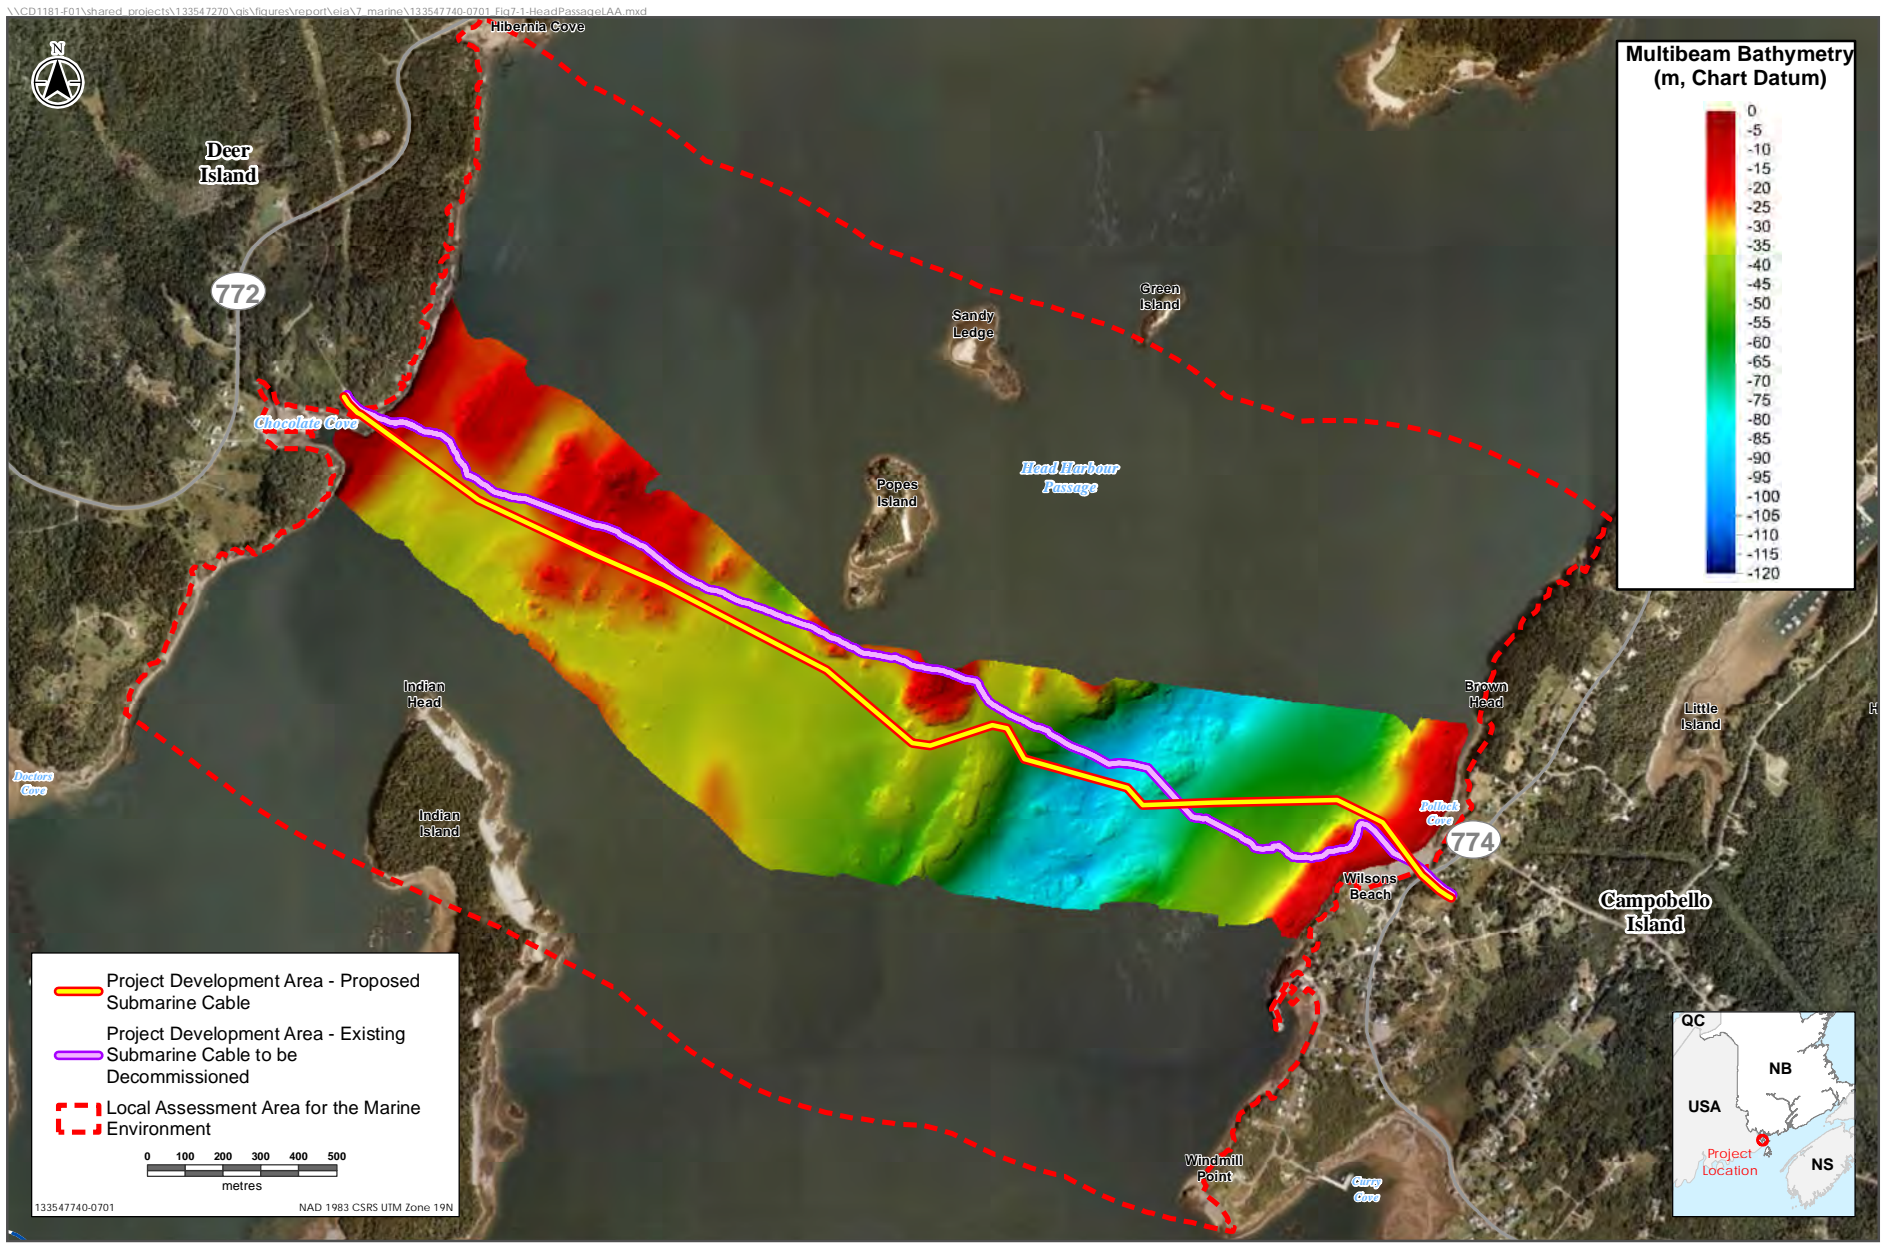 \\CD1181-F01\shared_projects\133547270\gis\figures\report\eia\7_marine\133547740-0701_Fig7-1-HeadPassageLAA.mxd
Hibernia Cove
N
Deer
Island
772
Chocolate Cove
Green
Island
Sandy
Ledge
Popes
Island
Head Harbour
Passage
Indian
Head
Indian
Island
Doctors
Cove
Brown
Head
Little
Island
H
Pollock
Cove
774
Wilsons
Beach
Campobello
Island
Windmill
Point
Curry
Cove
Multibeam Bathymetry
(m, Chart Datum)
0
-5
-10
-15
-20
-25
-30
-35
-40
-45
-50
-55
-60
-65
-70
-75
-80
-85
-90
-95
-100
-105
-110
-115
-120
Project Development Area - Proposed
Submarine Cable
Project Development Area - Existing
Submarine Cable to be
Decommissioned
Local Assessment Area for the Marine
Environment
0 100 200 300 400 500
metres
133547740-0701 NAD 1983 CSRS UTM Zone 19N
QC
NB
USA
NS
Project
Location